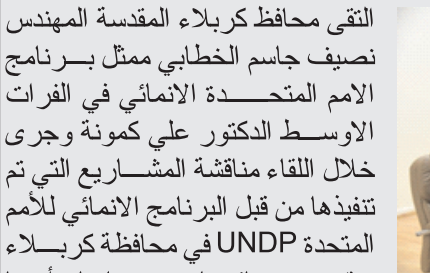 التقى محافظ كربلاء المقدسة المهندس
نصيف جاسم الخطابي ممثل برنامج
الامم المتحدة الانمائي في الفرات
الاوسط الدكتور علي كمونة وجرى
خلال اللقاء مناقشة المشاريع التي تم
تنفيذها من قبل البرنامج الانمائي للأمم
المتحدة UNDP في محافظة كربلاء